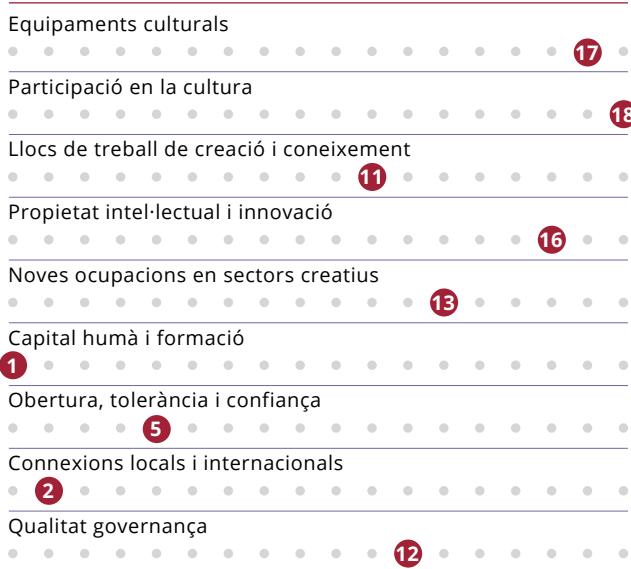 Equipaments culturals
17
Participació en la cultura
18
Llocs de treball de creació i coneixement
11
Propietat intel·lectual i innovació
16
Noves ocupacions en sectors creatius
13
Capital humà i formació
1
Obertura, tolerància i confiança
5
Connexions locals i internacionals
2
Qualitat governança
12